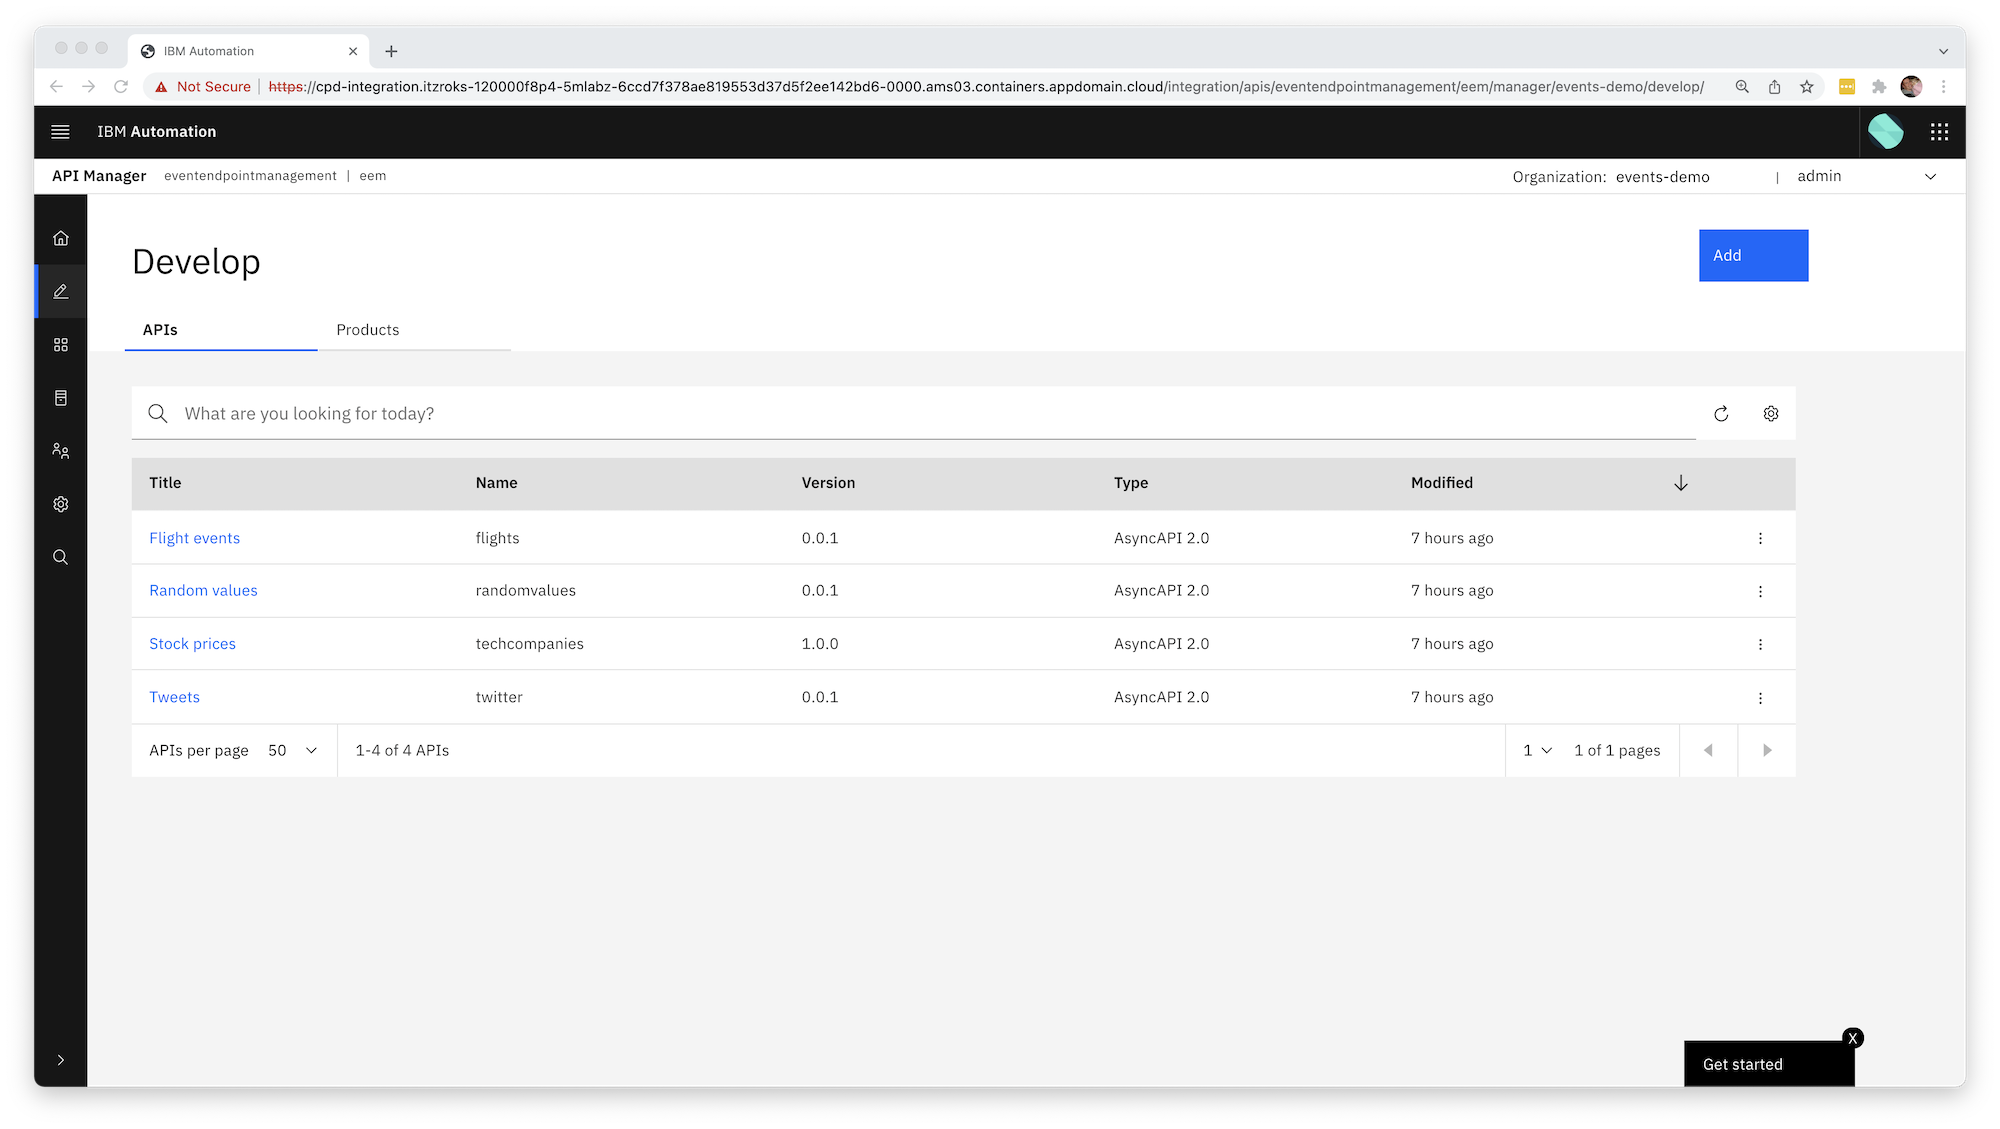 IBM Automation
Not Secure https://cpd-integration.itzroks-120000f8p4-5mlabz-6ccd7f378ae819553d37d5f2ee142bd6-0000.ams03.containers.appdomain.cloud/integration/apis/eventendpointmanagement/eem/manager/events-demo/develop/
IBM Automation
API Manager eventendpointmanagement | eem Organization: events-demo | admin
Develop
Add
APIs Products
What are you looking for today?
Title Name Version Type Modified
Flight events flights 0.0.1 AsyncAPI 2.0 7 hours ago
Random values randomvalues 0.0.1 AsyncAPI 2.0 7 hours ago
Stock prices techcompanies 1.0.0 AsyncAPI 2.0 7 hours ago
Tweets twitter 0.0.1 AsyncAPI 2.0 7 hours ago
APIs per page 50 1-4 of 4 APIs 1 1 of 1 pages
X
Get started